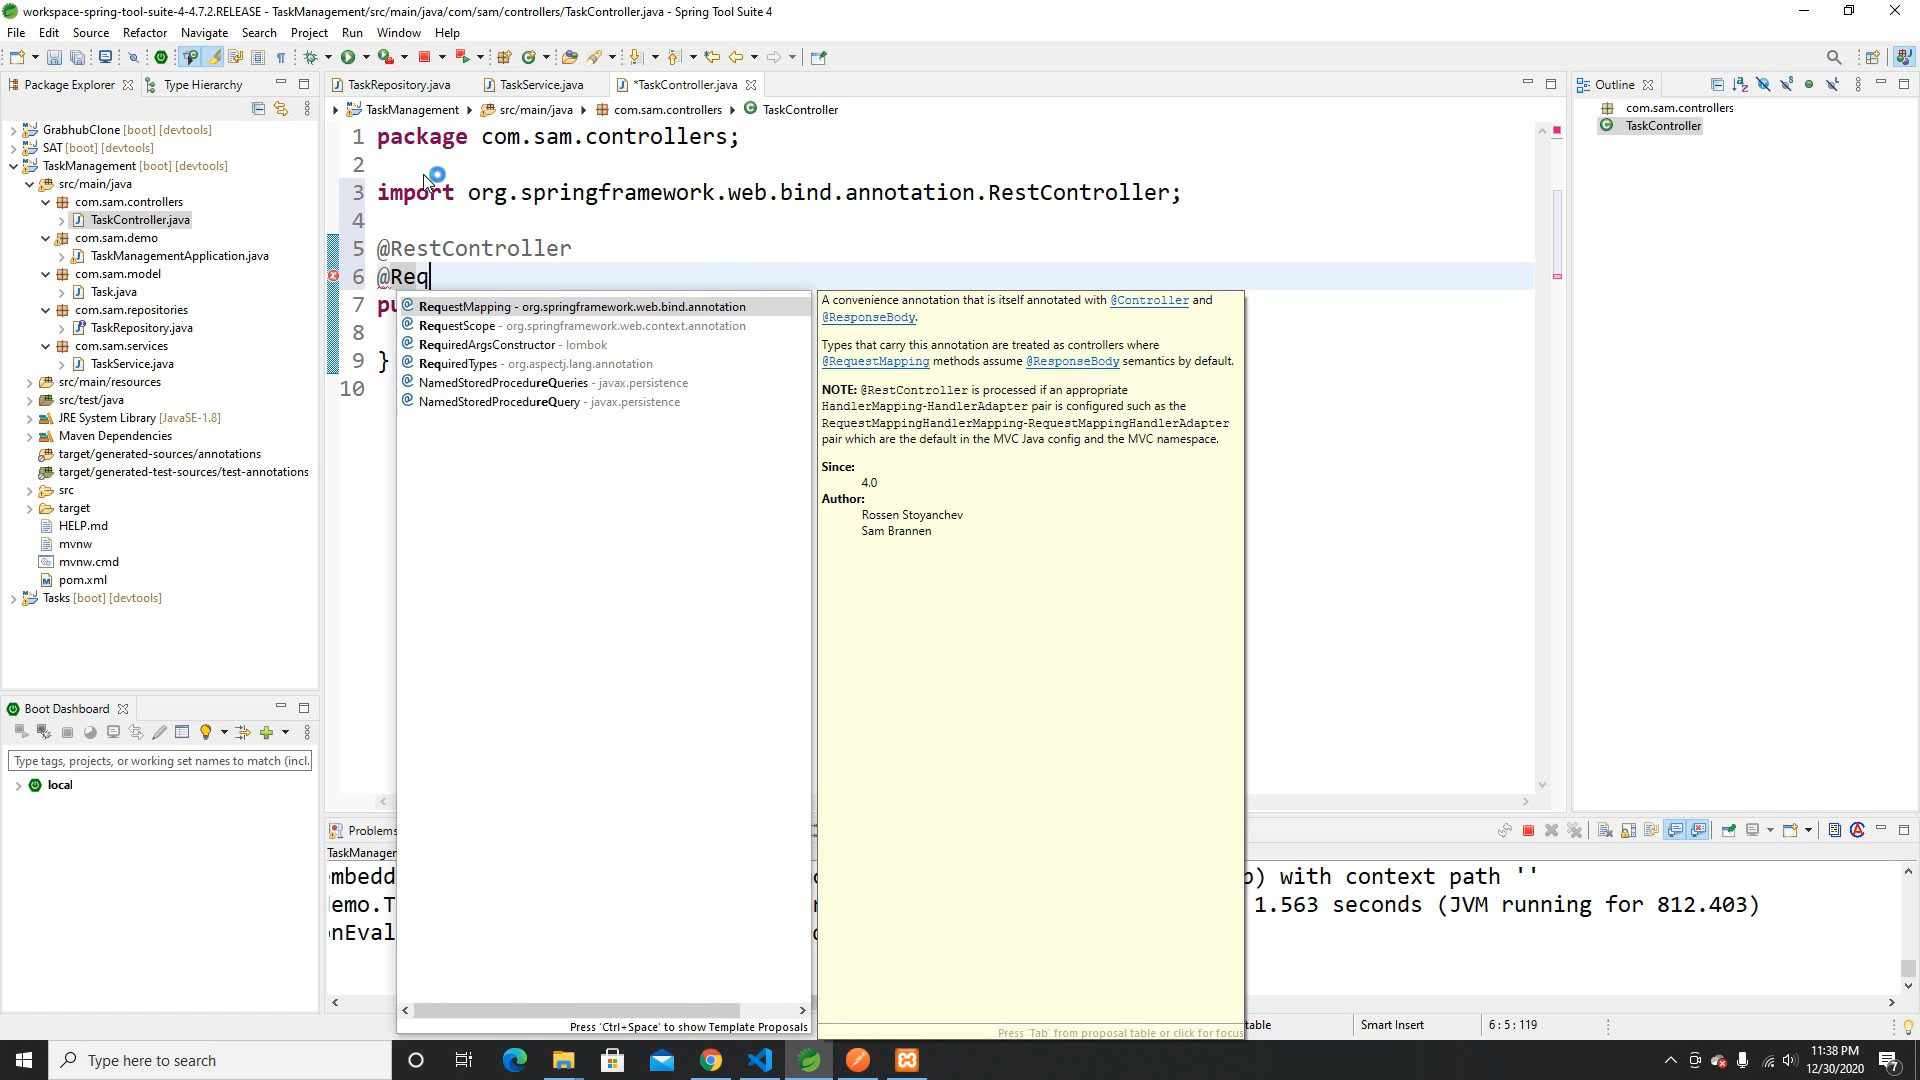 workspace-spring-tool-suite-4-4.7.2.RELEASE - TaskManagement/src/main/java/com/sam/controllers/TaskController.java - Spring Tool Suite 4
File Edit Source Refactor Navigate Search Project Run Window Help
Package Explorer Type Hierarchy
GrabhubClone [boot] [devtools]
SAT [boot] [devtools]
TaskManagement [boot] [devtools]
src/main/java
com.sam.controllers
TaskController.java
com.sam.demo
TaskManagementApplication.java
com.sam.model
Task.java
com.sam.repositories
TaskRepository.java
com.sam.services
TaskService.java
src/main/resources
src/test/java
JRE System Library [JavaSE-1.8]
Maven Dependencies
target/generated-sources/annotations
target/generated-test-sources/test-annotations
src
target
HELP.md
mvnw
mvnw.cmd
pom.xml
Tasks [boot] [devtools]
Boot Dashboard
Type tags, projects, or working set names to match (incl.
local
TaskRepository.java TaskService.java *TaskController.java
TaskManagement src/main/java com.sam.controllers TaskController
1 package com.sam.controllers;
2
3 import org.springframework.web.bind.annotation.RestController;
4
5 @RestController
6 @Req
7 pu
8
9 }
10
RequestMapping - org.springframework.web.bind.annotation
RequestScope - org.springframework.web.context.annotation
RequiredArgsConstructor - lombok
RequiredTypes - org.aspectj.lang.annotation
NamedStoredProcedureQueries - javax.persistence
NamedStoredProcedureQuery - javax.persistence
Press 'Ctrl+Space' to show Template Proposals
A convenience annotation that is itself annotated with @Controller and
@ResponseBody.
Types that carry this annotation are treated as controllers where
@RequestMapping methods assume @ResponseBody semantics by default.
NOTE: @RestController is processed if an appropriate
HandlerMapping-HandlerAdapter pair is configured such as the
RequestMappingHandlerMapping-RequestMappingHandlerAdapter
pair which are the default in the MVC Java config and the MVC namespace.
Since:
4.0
Author:
Rossen Stoyanchev
Sam Brannen
Press 'Tab' from proposal table or click for focus
Outline
com.sam.controllers
TaskController
Problems
TaskManager
mbedd
) with context path ''
emo.T
1.563 seconds (JVM running for 812.403)
nEval
table Smart Insert 6 : 5 : 119
Type here to search
11:38 PM
12/30/2020
7